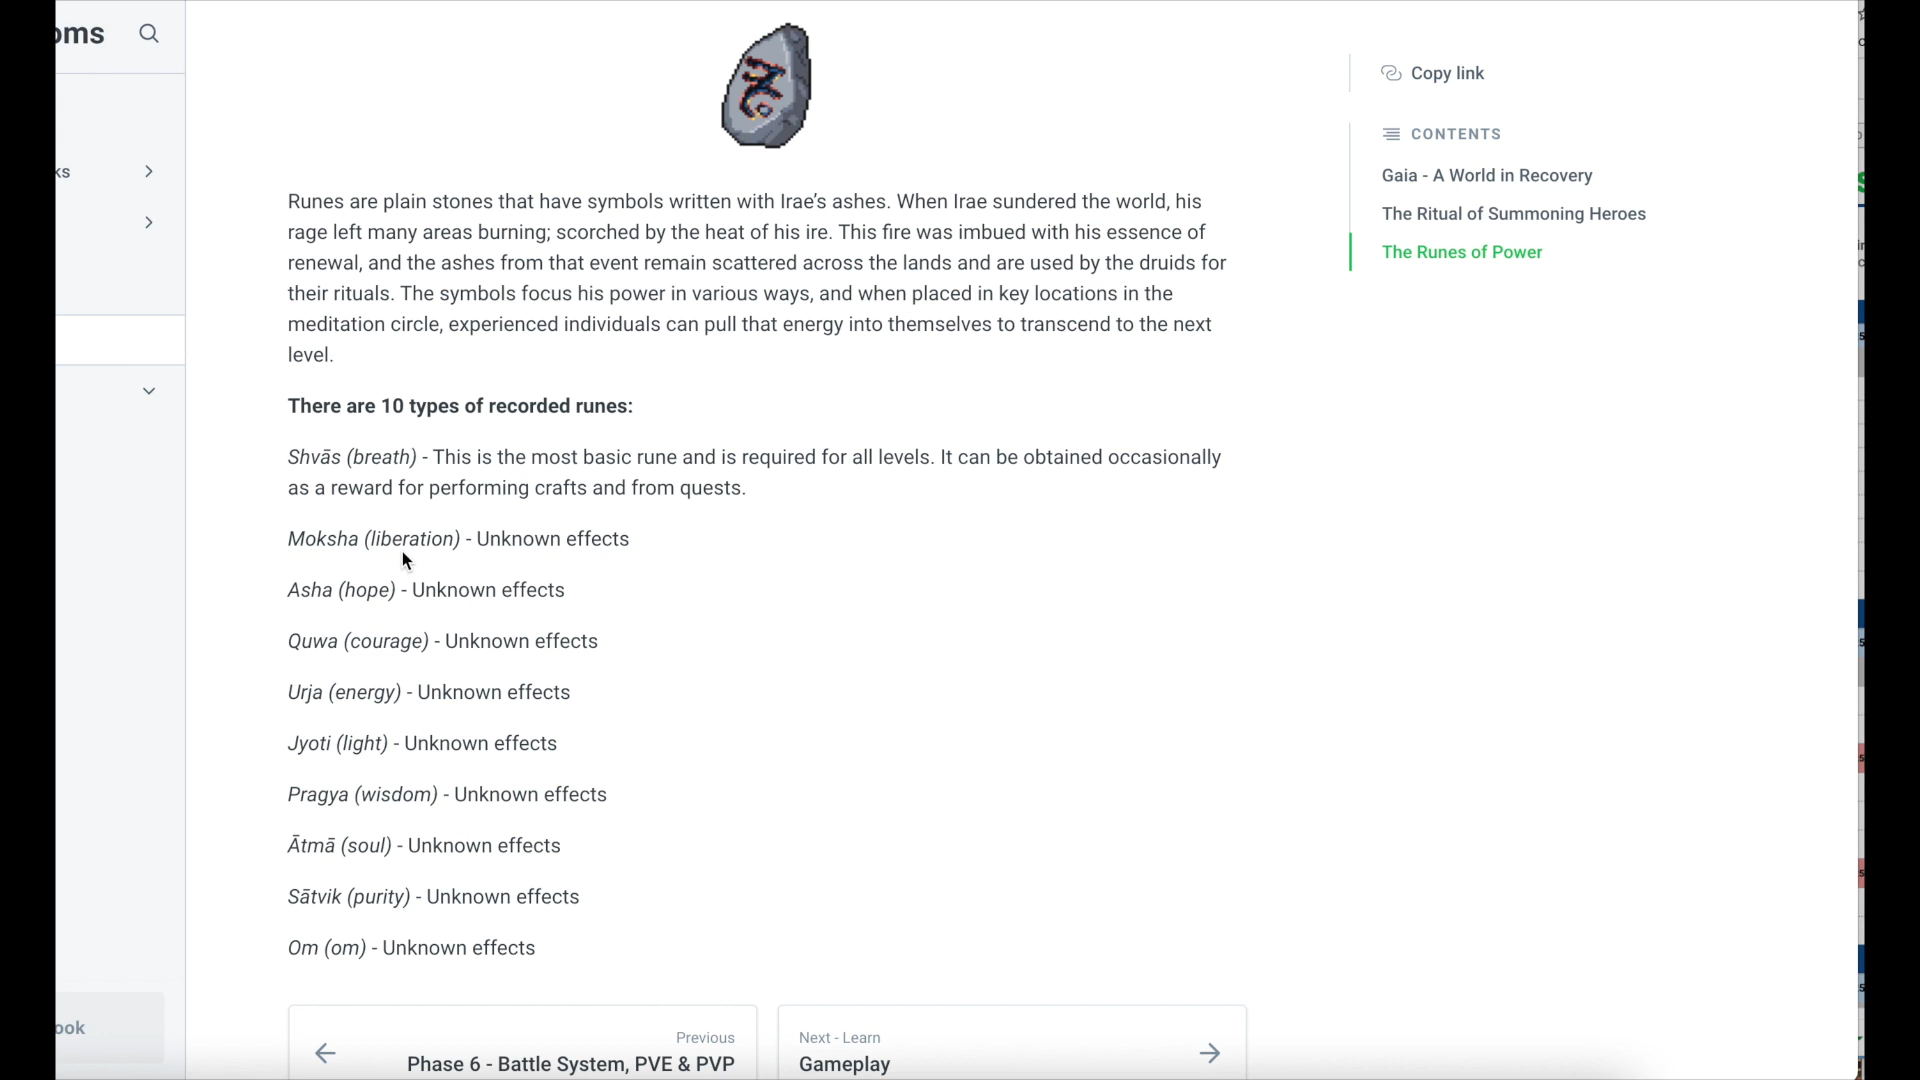 oms
Copy link
CONTENTS
ks
Gaia - A World in Recovery
Runes are plain stones that have symbols written with Irae’s ashes. When Irae sundered the world, his
The Ritual of Summoning Heroes
rage left many areas burning; scorched by the heat of his ire. This fire was imbued with his essence of
The Runes of Power
renewal, and the ashes from that event remain scattered across the lands and are used by the druids for
their rituals. The symbols focus his power in various ways, and when placed in key locations in the
meditation circle, experienced individuals can pull that energy into themselves to transcend to the next
level.
There are 10 types of recorded runes:
Shvās (breath) - This is the most basic rune and is required for all levels. It can be obtained occasionally
as a reward for performing crafts and from quests.
Moksha (liberation) - Unknown effects
Asha (hope) - Unknown effects
Quwa (courage) - Unknown effects
Urja (energy) - Unknown effects
Jyoti (light) - Unknown effects
Pragya (wisdom) - Unknown effects
Ātmā (soul) - Unknown effects
Sātvik (purity) - Unknown effects
Om (om) - Unknown effects
ook
Previous
Phase 6 - Battle System, PVE & PVP
Next - Learn
Gameplay